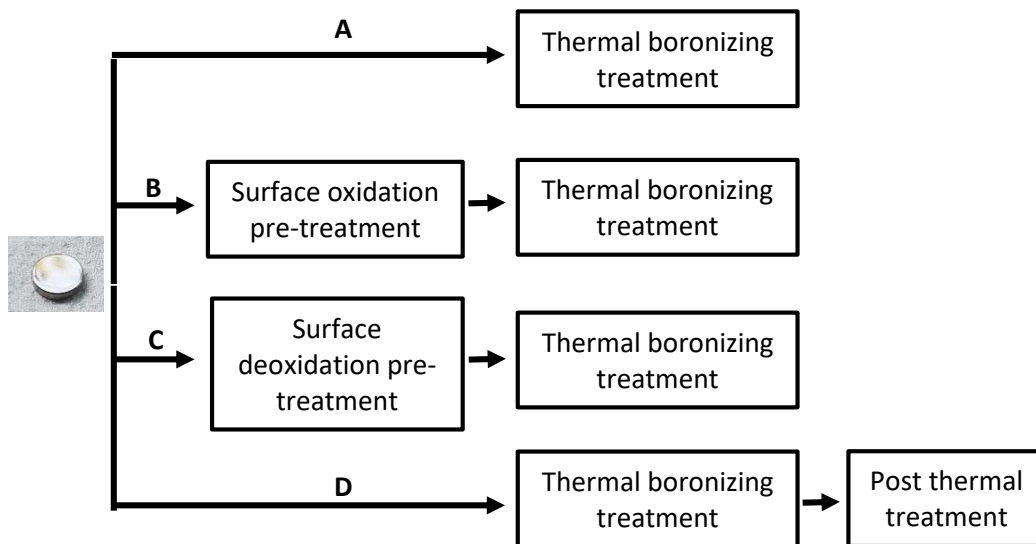 A
Thermal boronizing
treatment
B
Surface oxidation
pre-treatment
Thermal boronizing
treatment
C
Surface
deoxidation pre-
treatment
Thermal boronizing
treatment
D
Thermal boronizing
treatment
Post thermal
treatment